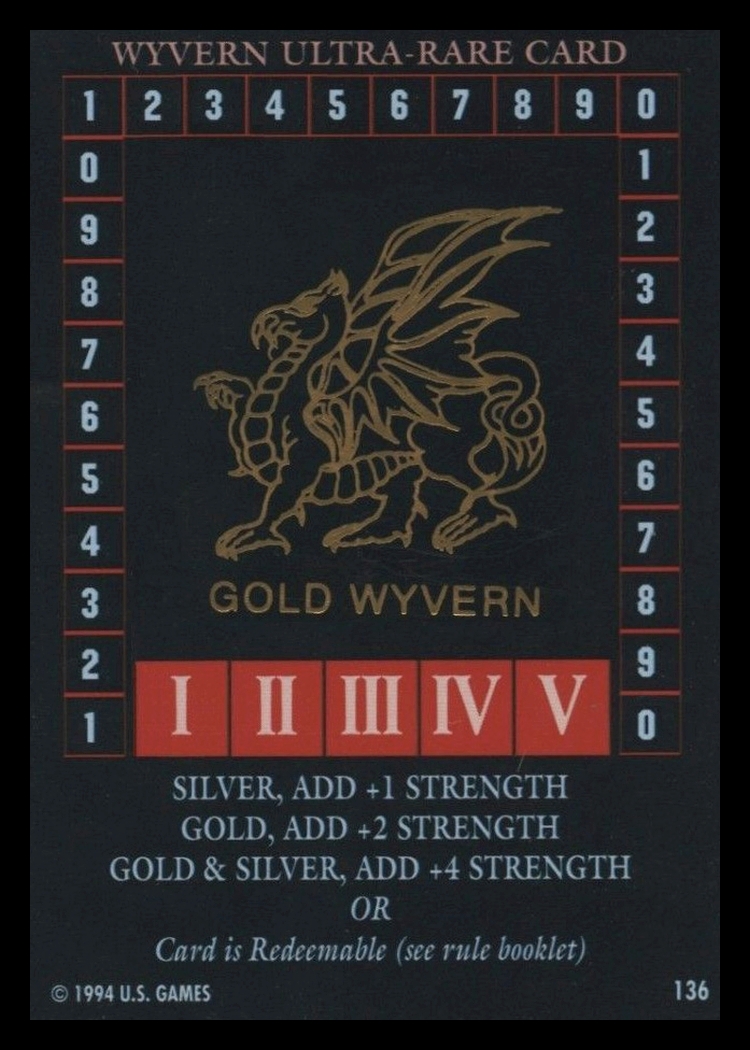 WYVERN ULTRA-RARE CARD
1 2 3 4 5 6 7 8 9 0
0 1
9 2
8 3
7 4
6 5
5 6
4 7
3 8
GOLD WYVERN
2 9
1 0
I II III IV V
SILVER, ADD +1 STRENGTH
GOLD, ADD +2 STRENGTH
GOLD & SILVER, ADD +4 STRENGTH
OR
Card is Redeemable (see rule booklet)
© 1994 U.S. GAMES 136